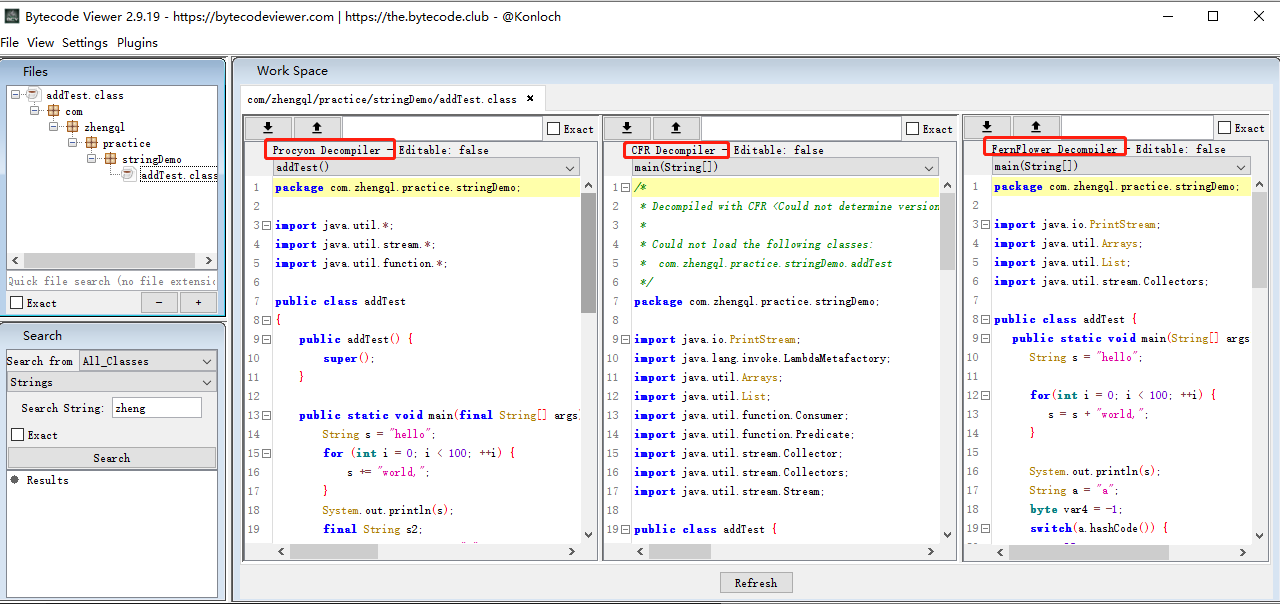 Bytecode Viewer 2.9.19 - https://bytecodeviewer.com | https://the.bytecode.club - @Konloch
File View Settings Plugins
Files
addTest.class
com
zhengql
practice
stringDemo
addTest.class
Quick file search (no file extensio
Exact
- +
Search
Search from All_Classes
Strings
Search String: zheng
Exact
Search
Results
Work Space
com/zhengql/practice/stringDemo/addTest.class ×
Exact
Procyon Decompiler - Editable: false
addTest()
1 package com.zhengql.practice.stringDemo;
2
3 import java.util.*;
4 import java.util.stream.*;
5 import java.util.function.*;
6
7 public class addTest
8 {
9 public addTest() {
10 super();
11 }
12
13 public static void main(final String[] args)
14 String s = "hello";
15 for (int i = 0; i < 100; ++i) {
16 s += "world,";
17 }
18 System.out.println(s);
19 final String s2;
Exact
CFR Decompiler - Editable: false
main(String[])
1 /*
2 * Decompiled with CFR <Could not determine version
3 *
4 * Could not load the following classes:
5 * com.zhengql.practice.stringDemo.addTest
6 */
7 package com.zhengql.practice.stringDemo;
8
9 import java.io.PrintStream;
10 import java.lang.invoke.LambdaMetafactory;
11 import java.util.Arrays;
12 import java.util.List;
13 import java.util.function.Consumer;
14 import java.util.function.Predicate;
15 import java.util.stream.Collector;
16 import java.util.stream.Collectors;
17 import java.util.stream.Stream;
18
19 public class addTest {
Exact
FernFlower Decompiler - Editable: false
main(String[])
1 package com.zhengql.practice.stringDemo;
2
3 import java.io.PrintStream;
4 import java.util.Arrays;
5 import java.util.List;
6 import java.util.stream.Collectors;
7
8 public class addTest {
9 public static void main(String[] args
10 String s = "hello";
11
12 for(int i = 0; i < 100; ++i) {
13 s = s + "world,";
14 }
15
16 System.out.println(s);
17 String a = "a";
18 byte var4 = -1;
19 switch(a.hashCode()) {
Refresh